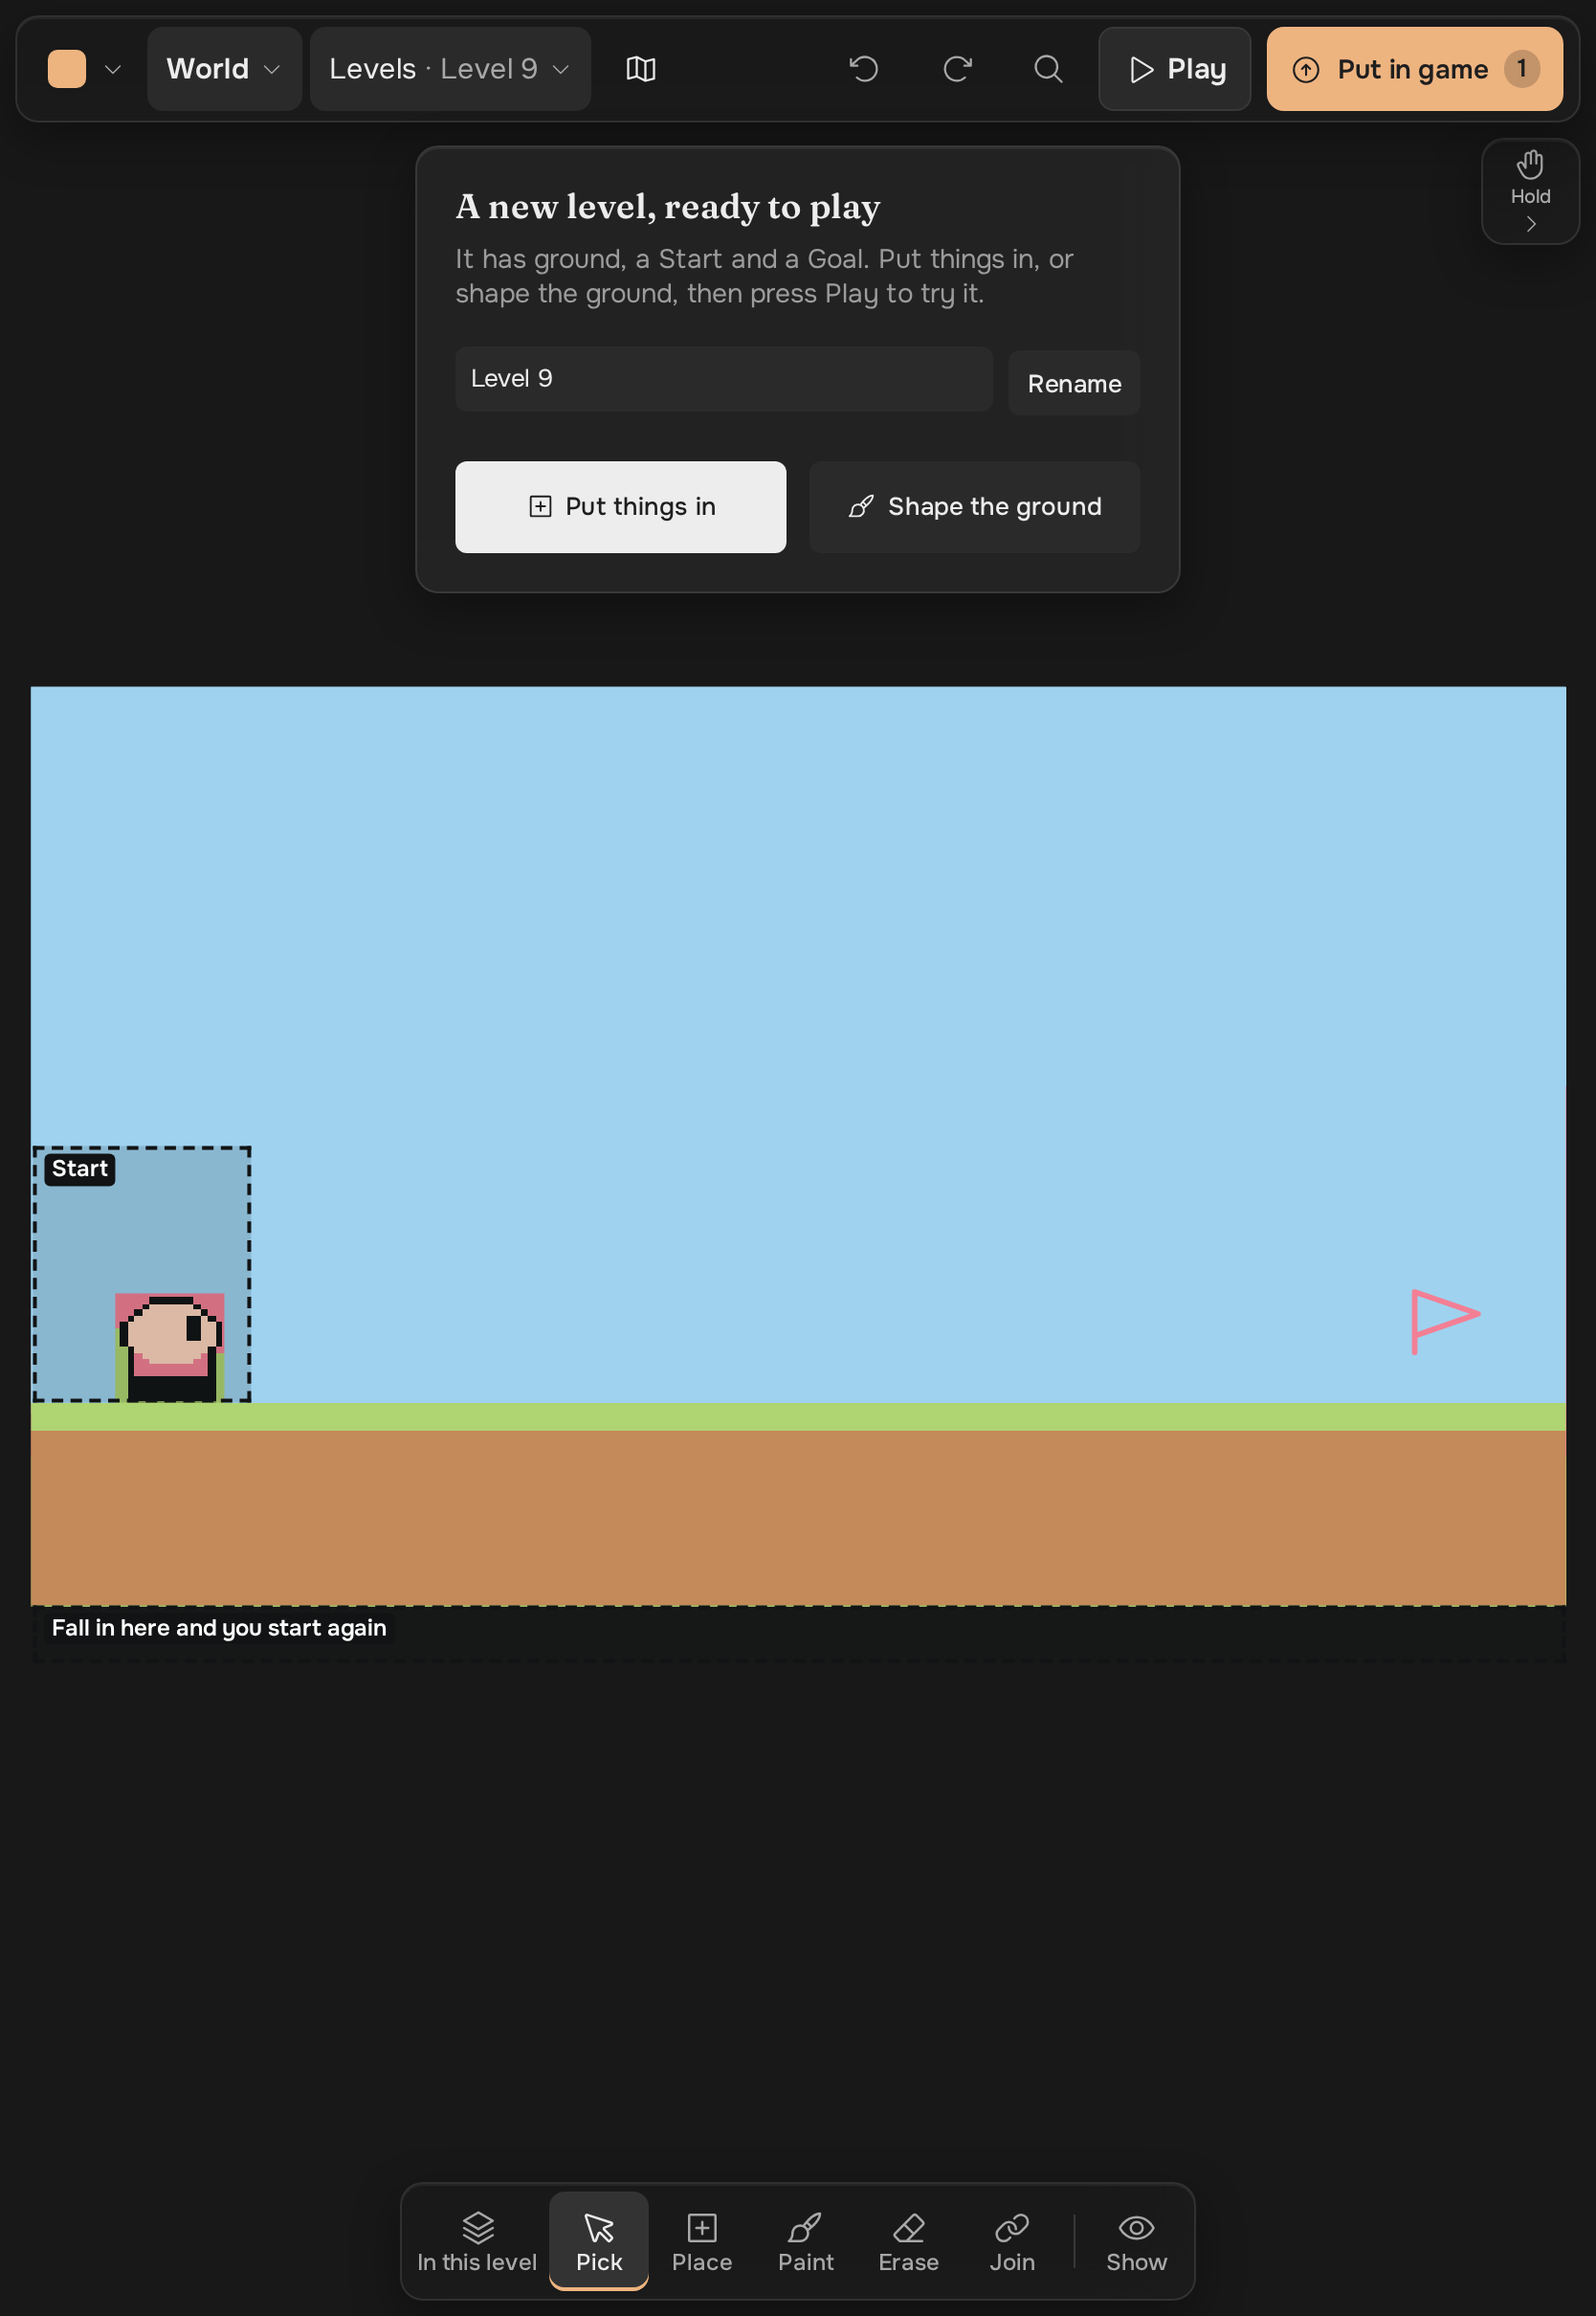 World
Levels · Level 9
Play
Put in game 1
Hold
A new level, ready to play
It has ground, a Start and a Goal. Put things in, or
shape the ground, then press Play to try it.
Level 9
Rename
Put things in
Shape the ground
Start
Fall in here and you start again
In this level
Pick
Place
Paint
Erase
Join
Show